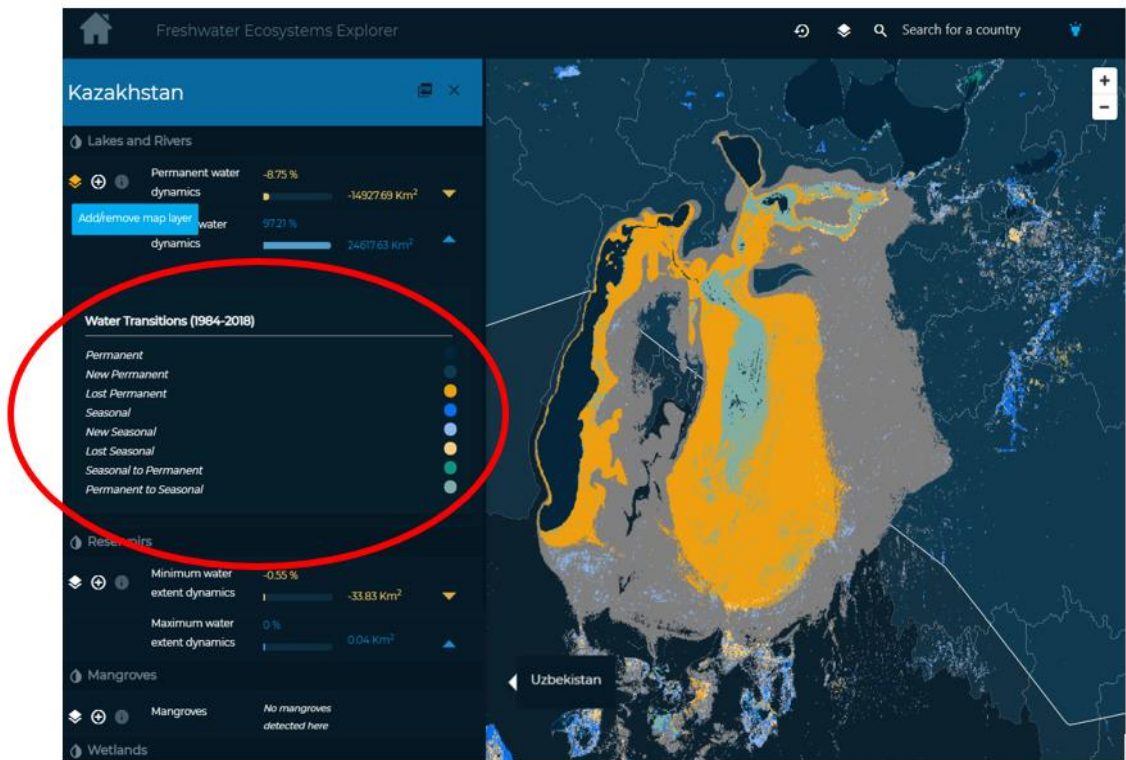 Freshwater Ecosystems Explorer
Search for a country
Kazakhstan
Lakes and Rivers
Permanent water
dynamics
-8.75 %
-14927.69 Km²
Add/remove map layer
water
dynamics
97.21 %
24617.63 Km²
Water Transitions (1984-2018)
Permanent
New Permanent
Lost Permanent
Seasonal
New Seasonal
Lost Seasonal
Seasonal to Permanent
Permanent to Seasonal
Reservoirs
Minimum water
extent dynamics
-0.55 %
-33.83 Km²
Maximum water
extent dynamics
0 %
0.04 Km²
Mangroves
Mangroves
No mangroves
detected here
Wetlands
+
−
Uzbekistan